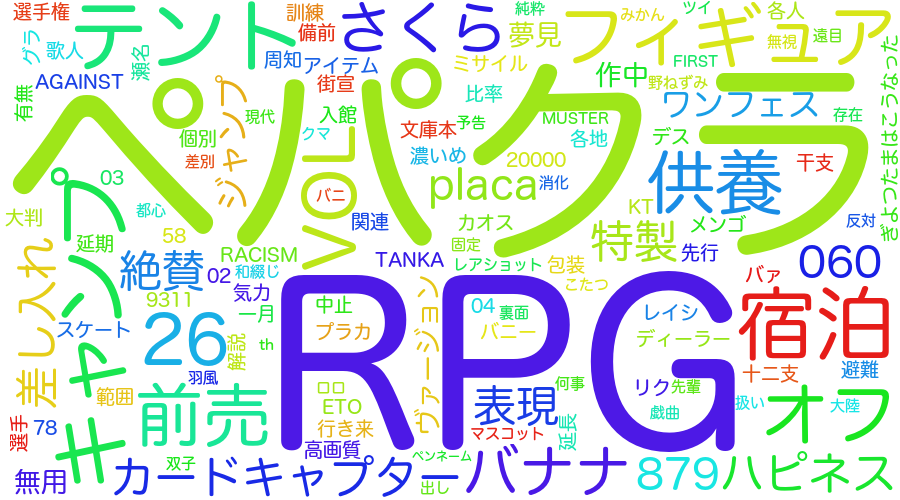 選手権
テント
訓練
備前
さくら
純粋
夢見
フィギュア
みかん
ツイ
各人
無視
遠目
グラ
歌人
瀬名
周知
アイテム
ミサイル
作中
FIRST
野ねずみ
AGAINST
街宣
有無
ペパクラ
ジャンプ
現代
入館
クマ
文庫本
予告
比率
MUSTER
各地
デス
ワンフェス
存在
ぎょつたまはこうなった
個別
差別
濃いめ
20000
供養
干支
キャンプ
03
VOL
バニ
placa
消化
KT
メンゴ
反対
大判
都心
関連
カオス
特製
先行
延期
58
RACISM
TANKA
固定
レアショット
包装
こたつ
060
バァ
差し入れ
絶賛
02
和綴じ
気力
9311
一月
中止
RPG
ヴァージョン
04
裏面
バニー
レイシ
ディーラー
宿泊
スケート
26
解説
th
プラカ
羽風
ロロ
ETO
範囲
前売
行き来
高画質
表現
何事
リク
先輩
戯曲
十二支
避難
扱い
大陸
オフ
選手
78
マスコット
延長
無用
双子
カードキャプター
ペンネーム
出し
バナナ
879
ハピネス